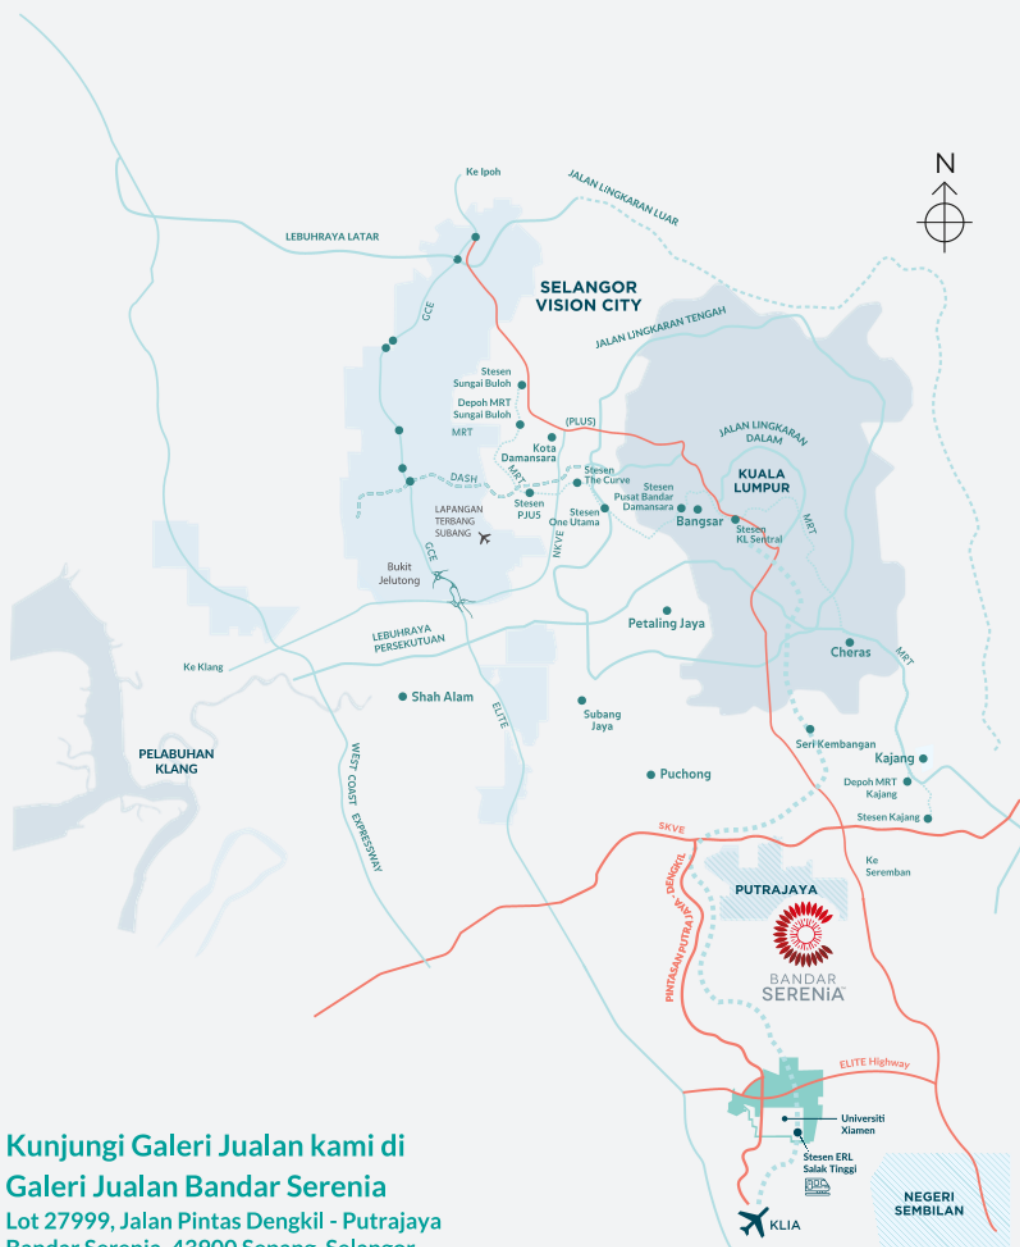 N
Ke Ipoh
JALAN LINGKARAN LUAR
LEBUHRAYA LATAR
SELANGOR
VISION CITY
GCE
JALAN LINGKARAN TENGAH
Stesen
Sungai Buloh
Depoh MRT
Sungai Buloh
MRT
(PLUS)
Kota
Damansara
JALAN LINGKARAN
DALAM
DASH
MRT
Stesen
The Curve
KUALA
LUMPUR
Stesen
PJU5
Stesen
Pusat Bandar
Damansara
LAPANGAN
TERBANG
SUBANG
Stesen
One Utama
Bangsar
MRT
Stesen
KL Sentral
NKVE
GCE
Bukit
Jelutong
LEBUHRAYA
PERSEKUTUAN
Petaling Jaya
Cheras
MRT
Ke Klang
Shah Alam
ELITE
Subang
Jaya
Seri Kembangan
PELABUHAN
KLANG
WEST COAST EXPRESSWAY
Puchong
Kajang
Depoh MRT
Kajang
Stesen Kajang
SKVE
Ke
Seremban
PINTASAN PUTRAJAYA - DENGKIL
PUTRAJAYA
BANDAR
SERENiA™
ELITE Highway
Universiti
Xiamen
Stesen ERL
Salak Tinggi
NEGERI
SEMBILAN
KLIA
Kunjungi Galeri Jualan kami di
Galeri Jualan Bandar Serenia
Lot 27999, Jalan Pintas Dengkil - Putrajaya
Bandar Serenia, 43900 Sepang, Selangor